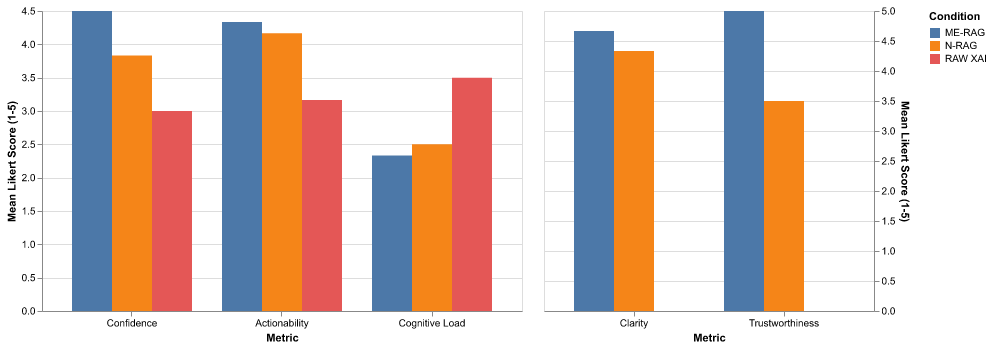 4.5
4.0
3.5
3.0
2.5
2.0
1.5
1.0
0.5
0.0
Mean Likert Score (1-5)
Confidence
Actionability
Cognitive Load
Metric
5.0
4.5
4.0
3.5
3.0
2.5
2.0
1.5
1.0
0.5
0.0
Mean Likert Score (1-5)
Clarity
Trustworthiness
Metric
Condition
ME-RAG
N-RAG
RAW XAI